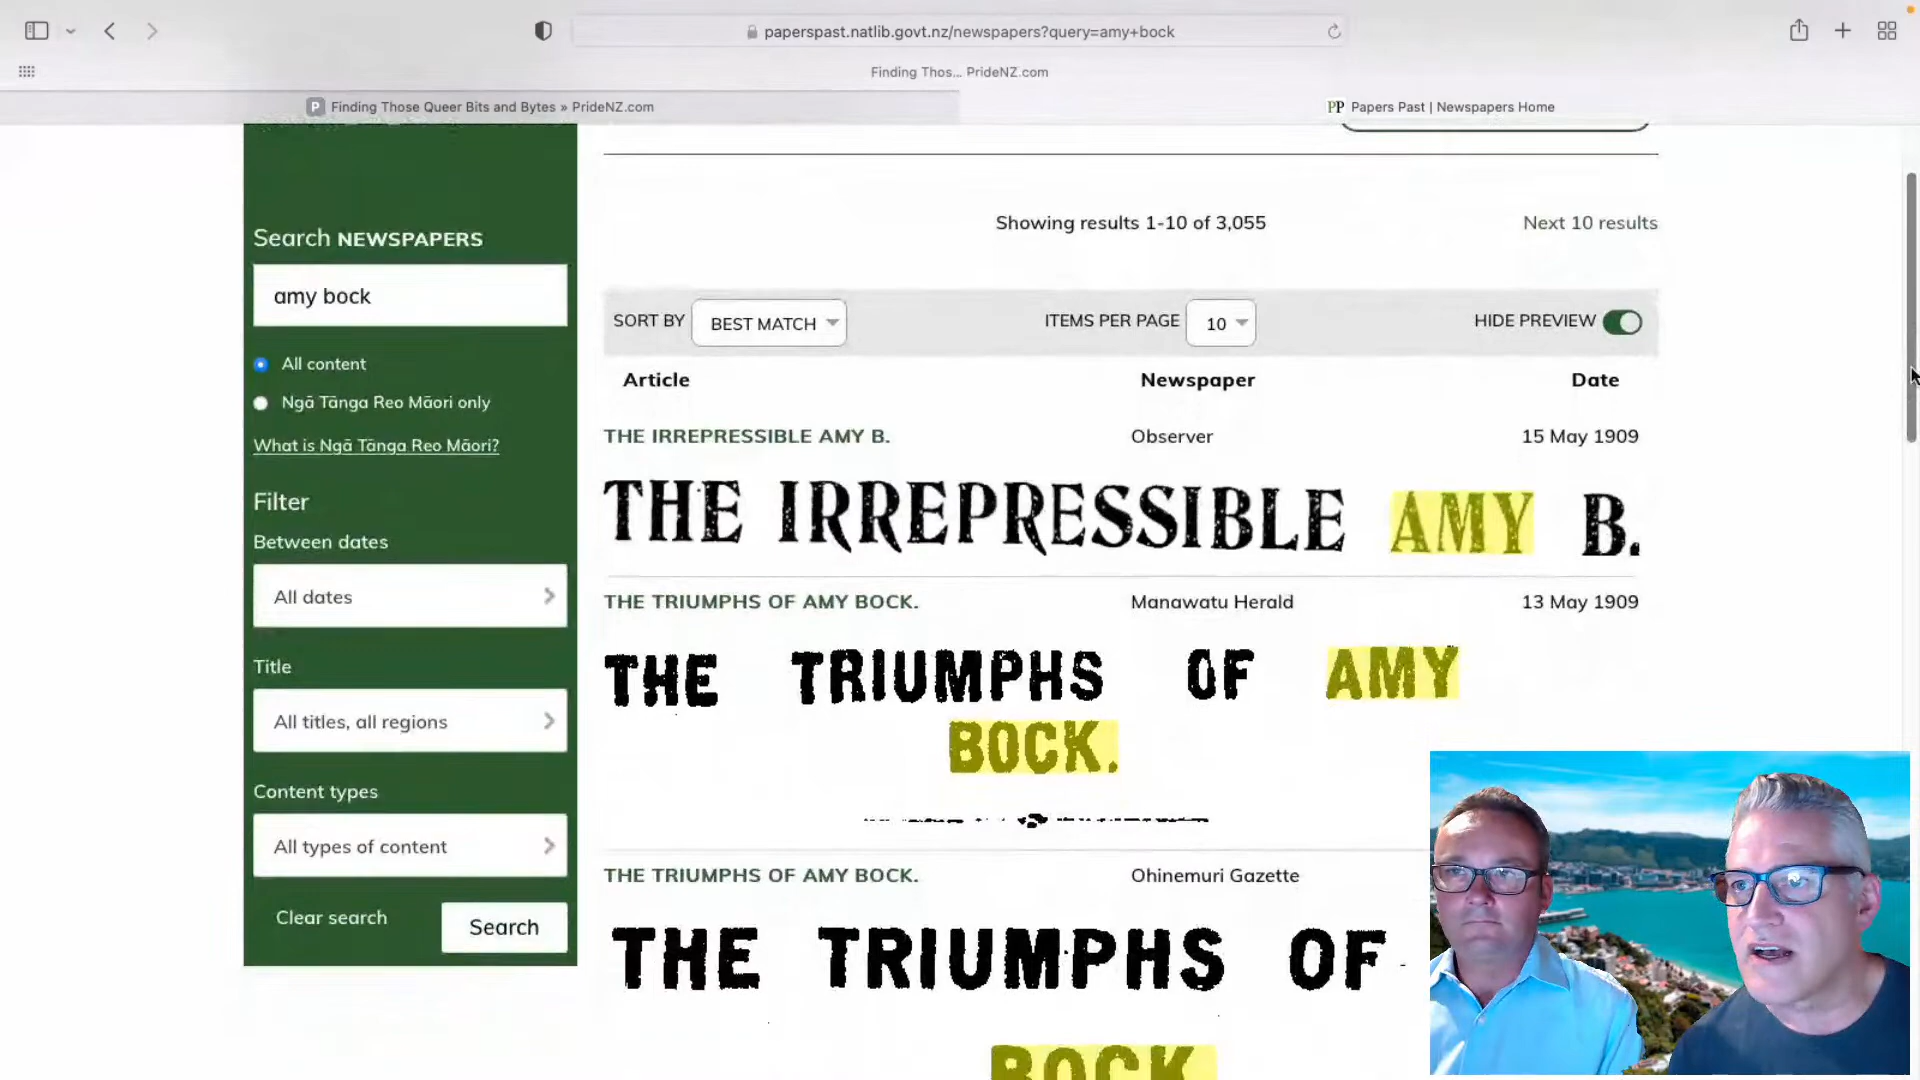 paperspast.natlib.govt.nz/newspapers?query=amy+bock
Finding Thos... PrideNZ.com
P Finding Those Queer Bits and Bytes » PrideNZ.com
PP Papers Past | Newspapers Home
Search NEWSPAPERS
amy bock
All content
Ngā Tānga Reo Māori only
What is Ngā Tānga Reo Māori?
Filter
Between dates
All dates
Title
All titles, all regions
Content types
All types of content
Clear search
Search
Showing results 1-10 of 3,055
Next 10 results
SORT BY BEST MATCH
ITEMS PER PAGE 10
HIDE PREVIEW
Article Newspaper Date
THE IRREPRESSIBLE AMY B. Observer 15 May 1909
THE IRREPRESSIBLE AMY B.
THE TRIUMPHS OF AMY BOCK. Manawatu Herald 13 May 1909
THE TRIUMPHS OF AMY
BOCK.
THE TRIUMPHS OF AMY BOCK. Ohinemuri Gazette
THE TRIUMPHS OF
BOCK